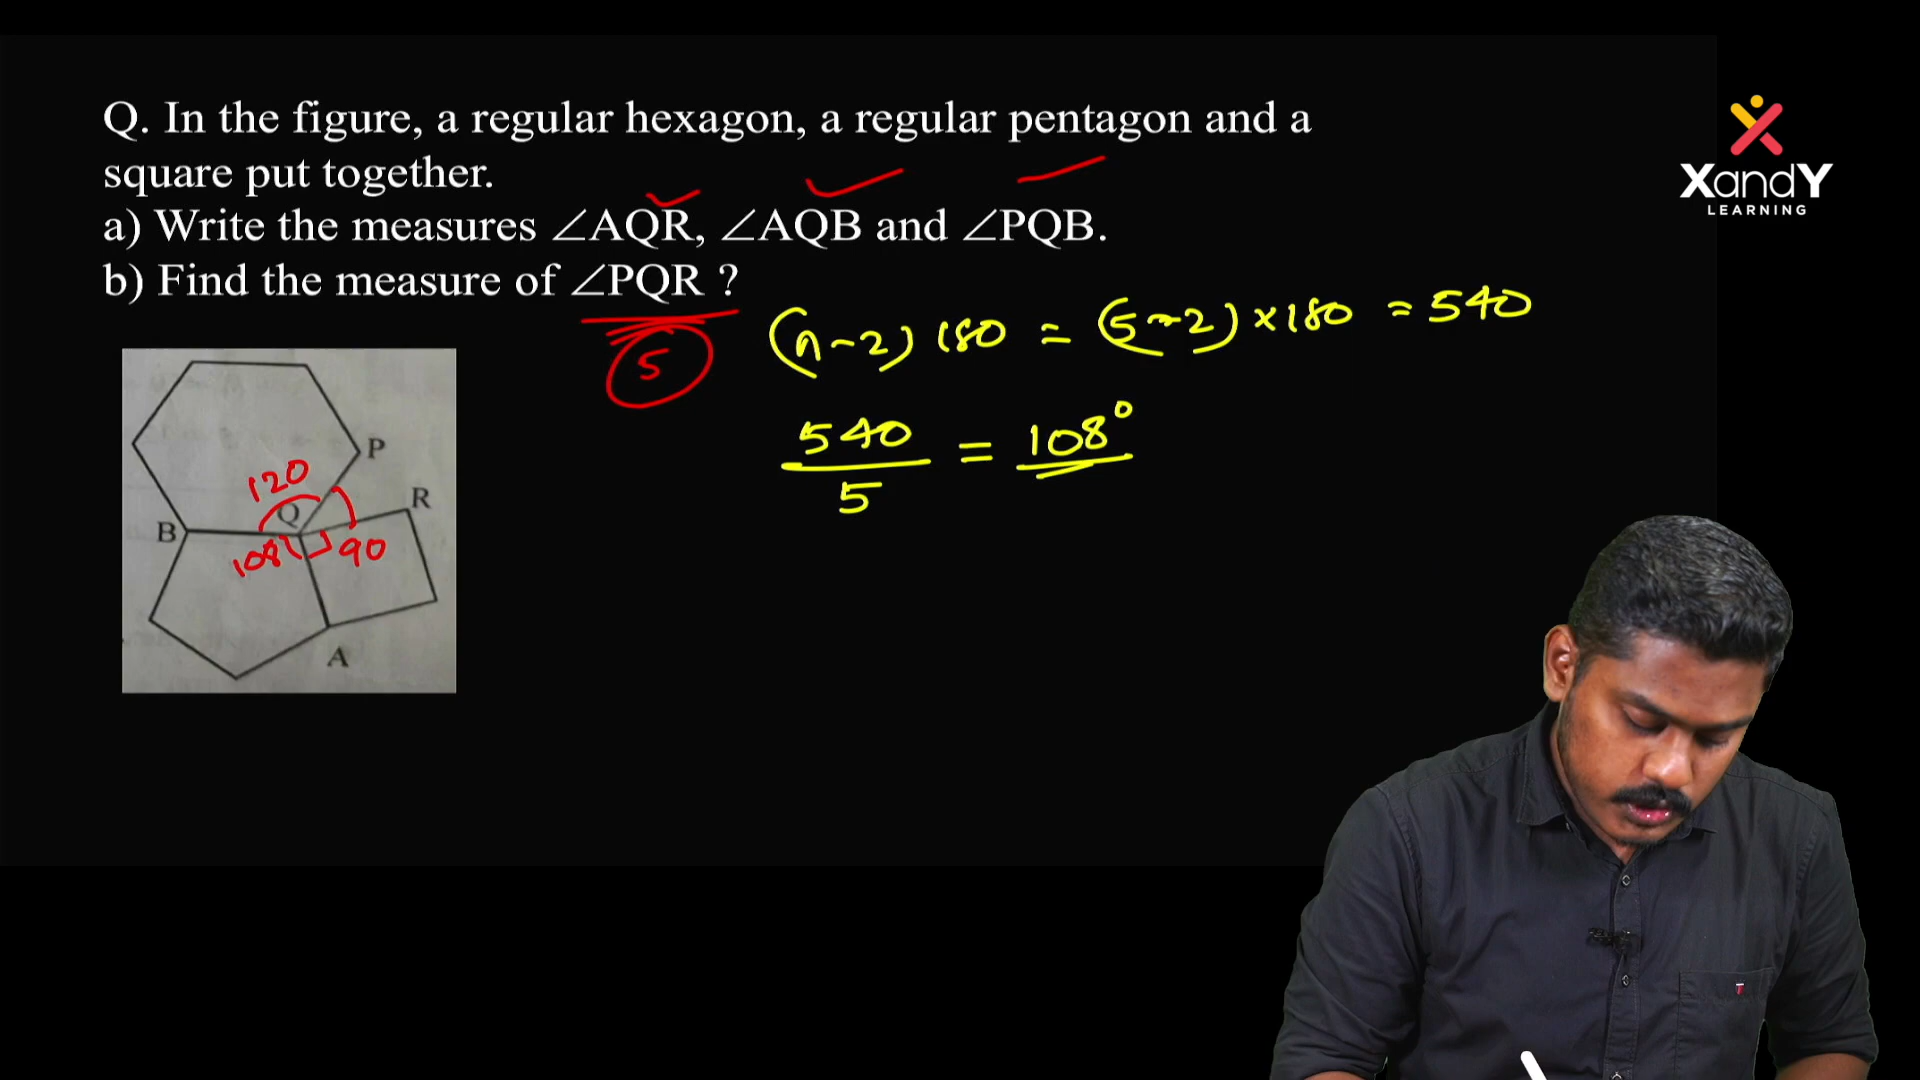 Q. In the figure, a regular hexagon, a regular pentagon and a
square put together.
a) Write the measures ∠AQR, ∠AQB and ∠PQB.
b) Find the measure of ∠PQR ?
XandY
LEARNING
5
(n-2) 180 = (5-2) × 180 = 540
540/5 = 108°
P
120
R
Q
B
108
90
A